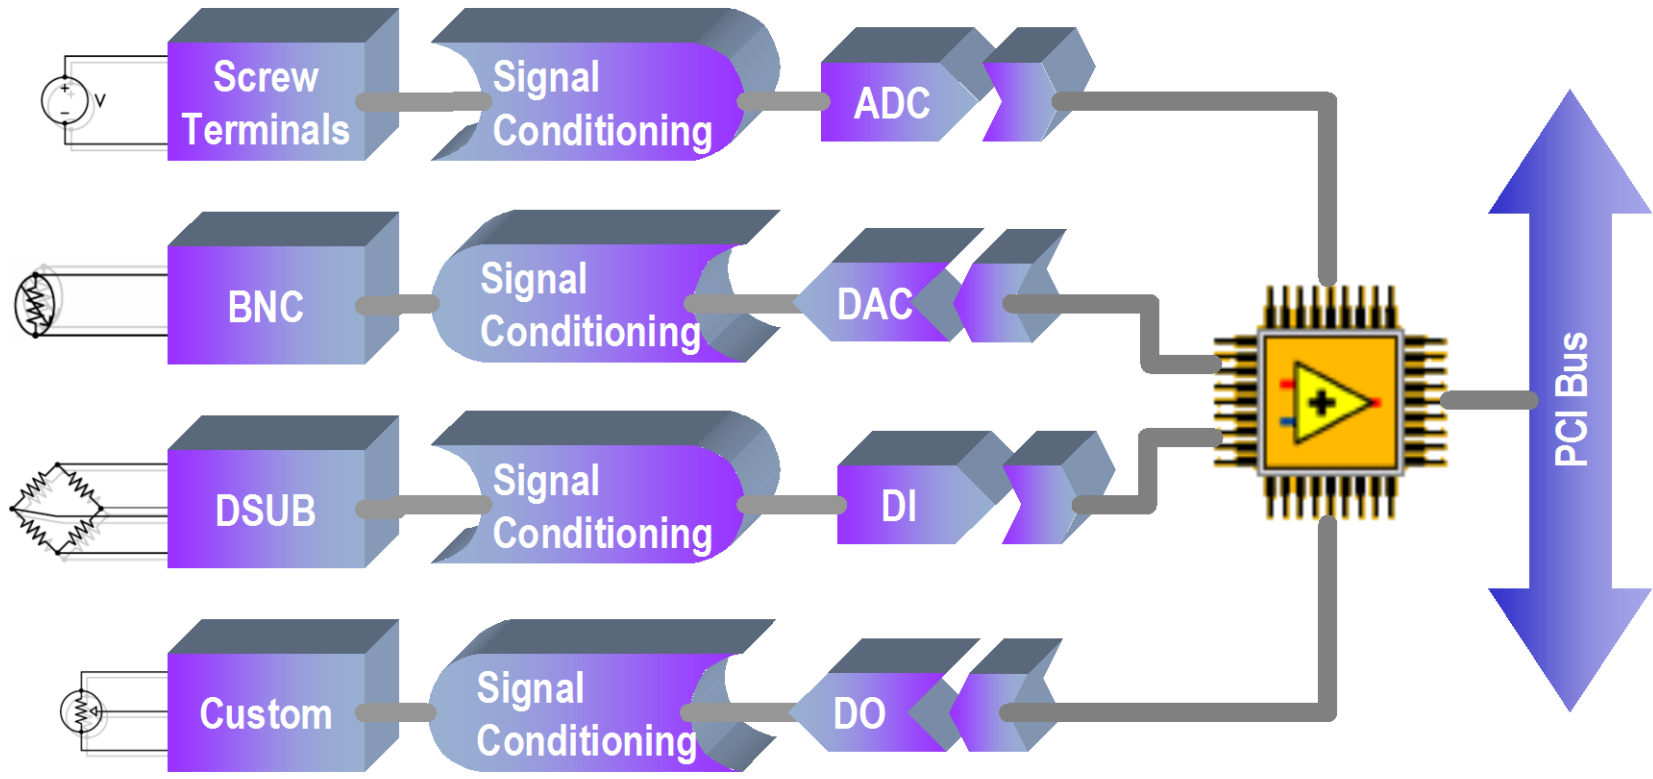 V
+
−
Screw
Terminals
Signal
Conditioning
ADC
BNC
Signal
Conditioning
DAC
DSUB
Signal
Conditioning
DI
Custom
Signal
Conditioning
DO
+
PCI Bus